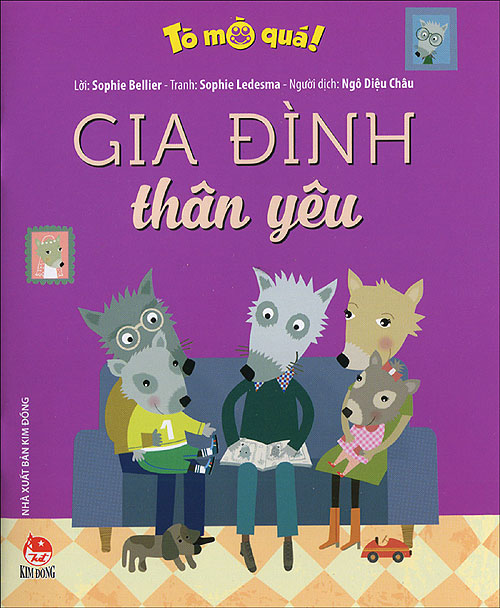 Tò mò quá!
Lời: Sophie Bellier - Tranh: Sophie Ledesma - Người dịch: Ngô Diệu Châu
GIA ĐÌNH
thân yêu
1
NHÀ XUẤT BẢN KIM ĐỒNG
KIM ĐỒNG